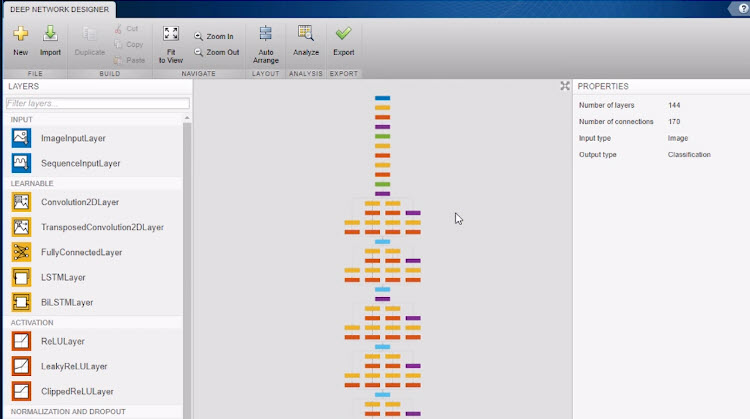 DEEP NETWORK DESIGNER
?
New
Import
Duplicate
Cut
Copy
Paste
Fit
to View
Zoom In
Zoom Out
Auto
Arrange
Analyze
Export
FILE
BUILD
NAVIGATE
LAYOUT
ANALYSIS
EXPORT
LAYERS
Filter layers...
INPUT
ImageInputLayer
SequenceInputLayer
LEARNABLE
Convolution2DLayer
TransposedConvolution2DLayer
FullyConnectedLayer
LSTMLayer
BiLSTMLayer
ACTIVATION
ReLULayer
LeakyReLULayer
ClippedReLULayer
NORMALIZATION AND DROPOUT
PROPERTIES
Number of layers 144
Number of connections 170
Input type Image
Output type Classification